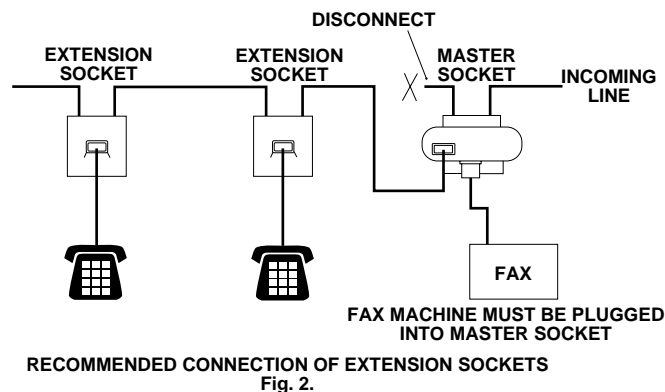 DISCONNECT
EXTENSION
SOCKET
EXTENSION
SOCKET
MASTER
SOCKET
INCOMING
LINE
FAX
FAX MACHINE MUST BE PLUGGED
INTO MASTER SOCKET
RECOMMENDED CONNECTION OF EXTENSION SOCKETS
Fig. 2.